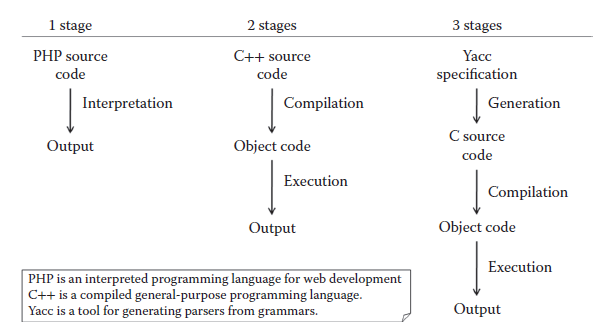 1 stage
2 stages
3 stages
PHP source
code
Interpretation
Output
C++ source
code
Compilation
Object code
Execution
Output
Yacc
specification
Generation
C source
code
Compilation
Object code
Execution
Output
PHP is an interpreted programming language for web development
C++ is a compiled general-purpose programming language.
Yacc is a tool for generating parsers from grammars.